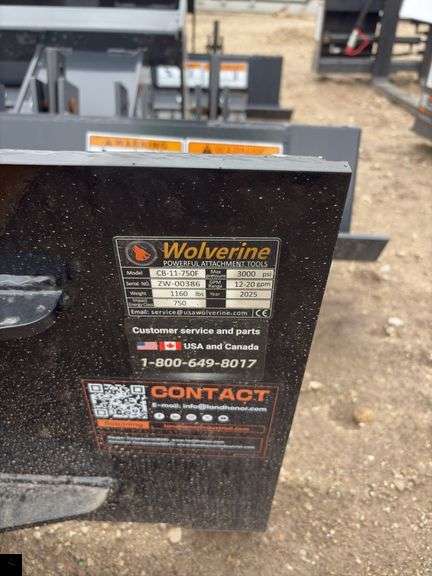 WARNING
WARNING
Wolverine
POWERFUL ATTACHMENT TOOLS
Model CB-11-750F Max 3000 psi
Serial NO. ZW-00386 GPM Range 12-20 gpm
Weight 1160 lbs Year 2025
Impact Energy Class 750
Email: service@usawolverine.com
Customer service and parts
USA and Canada
1-800-649-8017
CONTACT
E-mail: info@landhonor.com